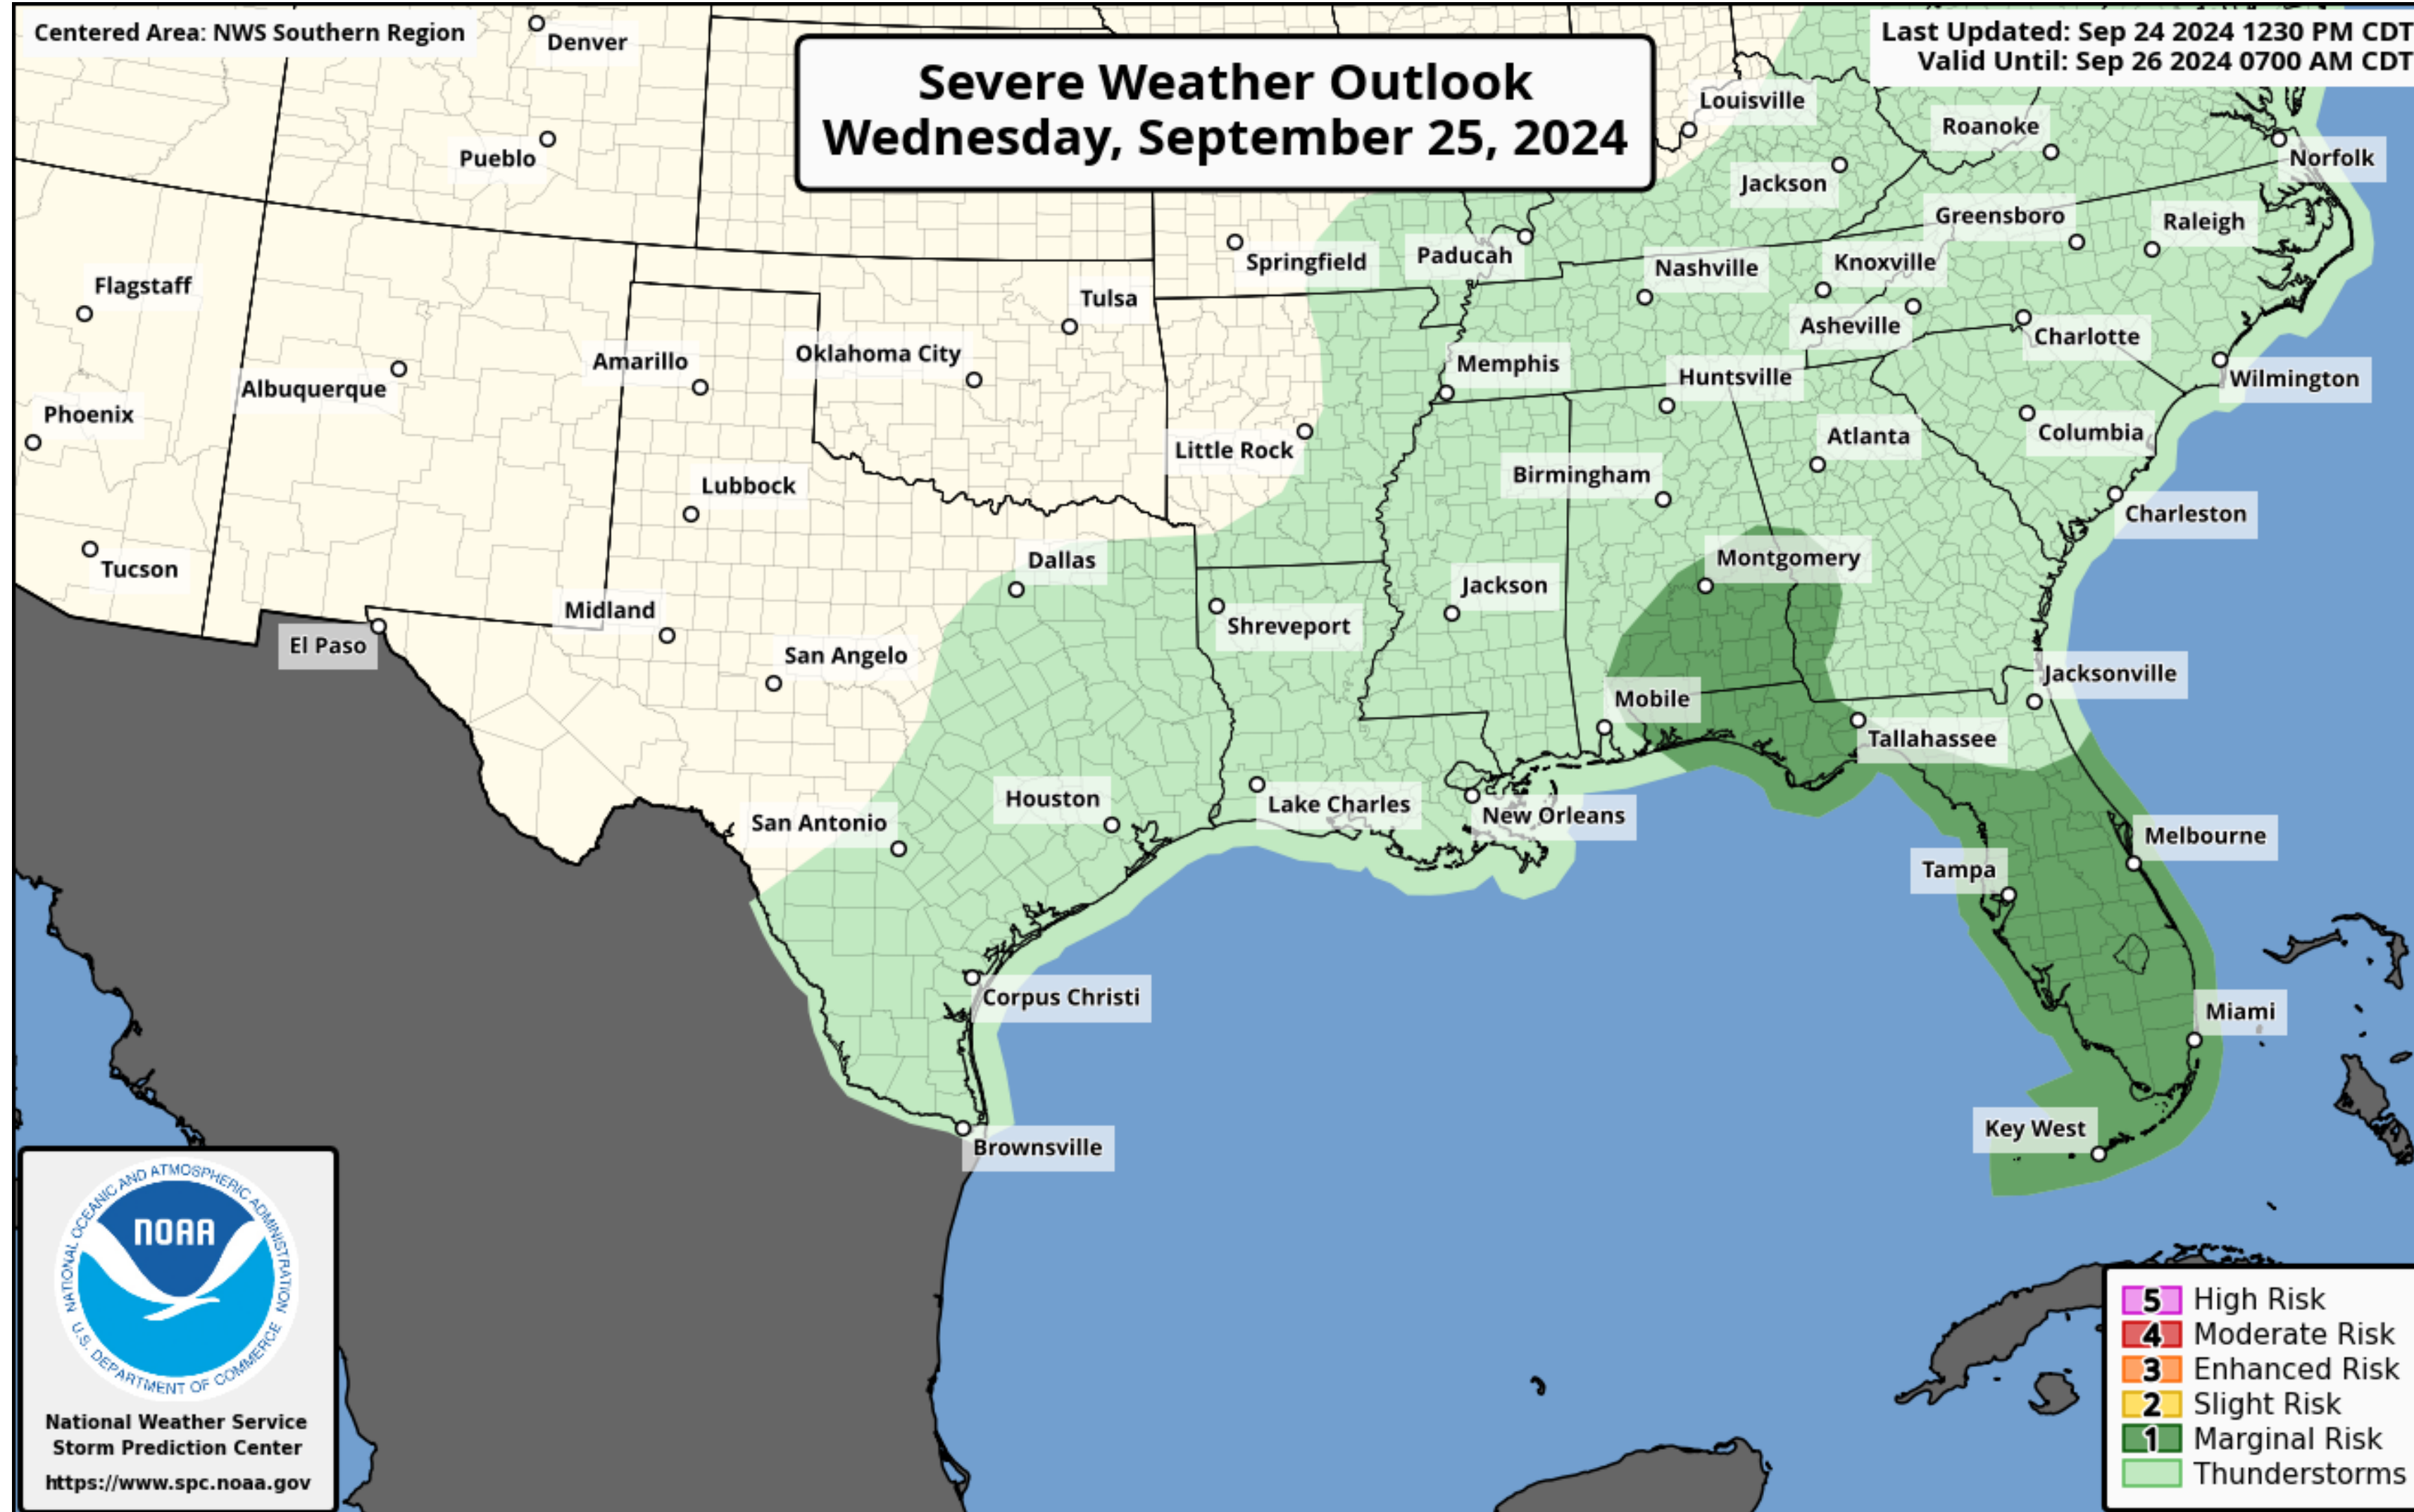 Centered Area: NWS Southern Region
Last Updated: Sep 24 2024 1230 PM CDT
Valid Until: Sep 26 2024 0700 AM CDT
Severe Weather Outlook
Wednesday, September 25, 2024
Denver
Pueblo
Louisville
Roanoke
Norfolk
Jackson
Greensboro
Raleigh
Springfield
Paducah
Nashville
Knoxville
Flagstaff
Tulsa
Asheville
Charlotte
Albuquerque
Amarillo
Oklahoma City
Memphis
Huntsville
Wilmington
Phoenix
Little Rock
Atlanta
Columbia
Lubbock
Birmingham
Charleston
Tucson
Dallas
Montgomery
El Paso
Midland
San Angelo
Shreveport
Jackson
Jacksonville
Mobile
Tallahassee
San Antonio
Houston
Lake Charles
New Orleans
Melbourne
Tampa
Corpus Christi
Miami
Brownsville
Key West
NATIONAL OCEANIC AND ATMOSPHERIC ADMINISTRATION
NOAA
U.S. DEPARTMENT OF COMMERCE
National Weather Service
Storm Prediction Center
https://www.spc.noaa.gov
5 High Risk
4 Moderate Risk
3 Enhanced Risk
2 Slight Risk
1 Marginal Risk
Thunderstorms